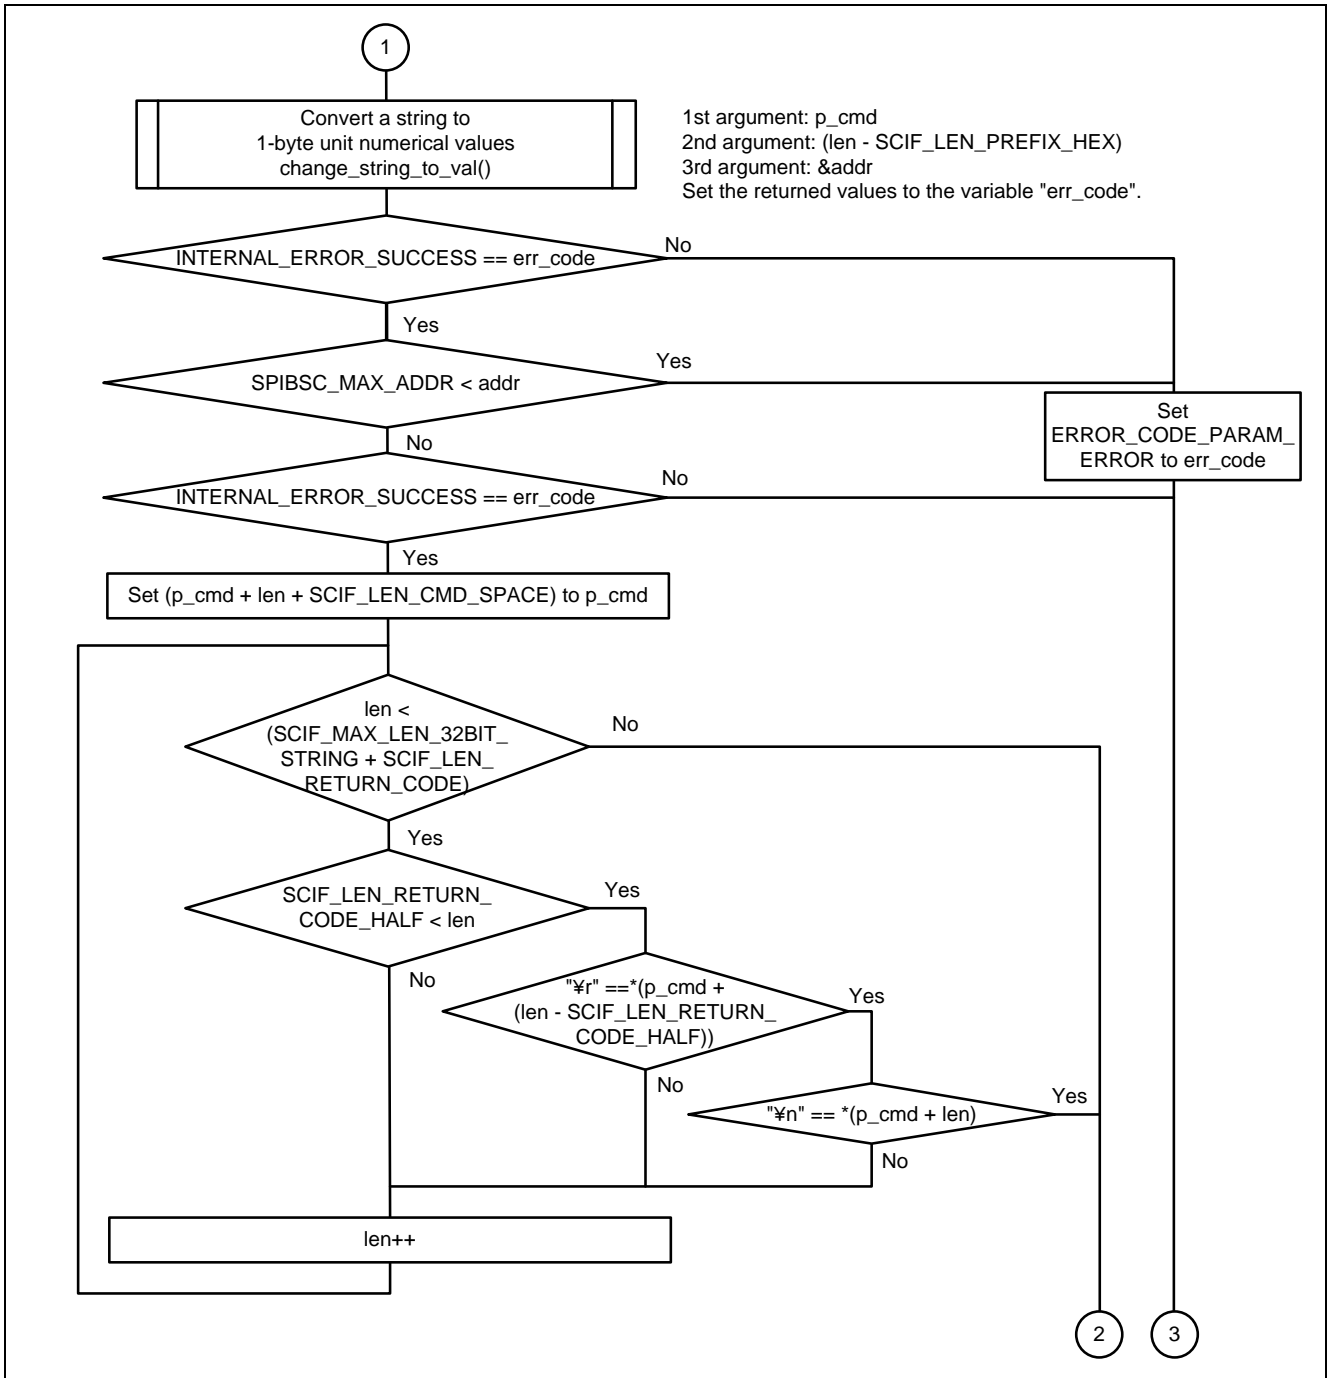 1
Convert a string to
1-byte unit numerical values
change_string_to_val()
1st argument: p_cmd
2nd argument: (len - SCIF_LEN_PREFIX_HEX)
3rd argument: &addr
Set the returned values to the variable "err_code".
INTERNAL_ERROR_SUCCESS == err_code
No
Yes
SPIBSC_MAX_ADDR < addr
Yes
No
Set
ERROR_CODE_PARAM_
ERROR to err_code
INTERNAL_ERROR_SUCCESS == err_code
No
Yes
Set (p_cmd + len + SCIF_LEN_CMD_SPACE) to p_cmd
len <
(SCIF_MAX_LEN_32BIT_
STRING + SCIF_LEN_
RETURN_CODE)
No
Yes
SCIF_LEN_RETURN_
CODE_HALF < len
Yes
No
"¥r" ==*(p_cmd +
(len - SCIF_LEN_RETURN_
CODE_HALF))
Yes
No
"¥n" == *(p_cmd + len)
Yes
No
len++
2
3